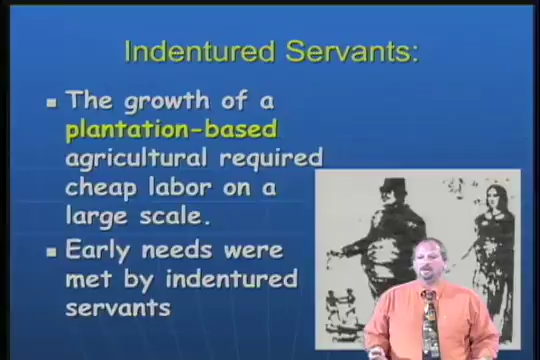 Indentured Servants:
The growth of a
plantation-based
agricultural required
cheap labor on a
large scale.
Early needs were
met by indentured
servants